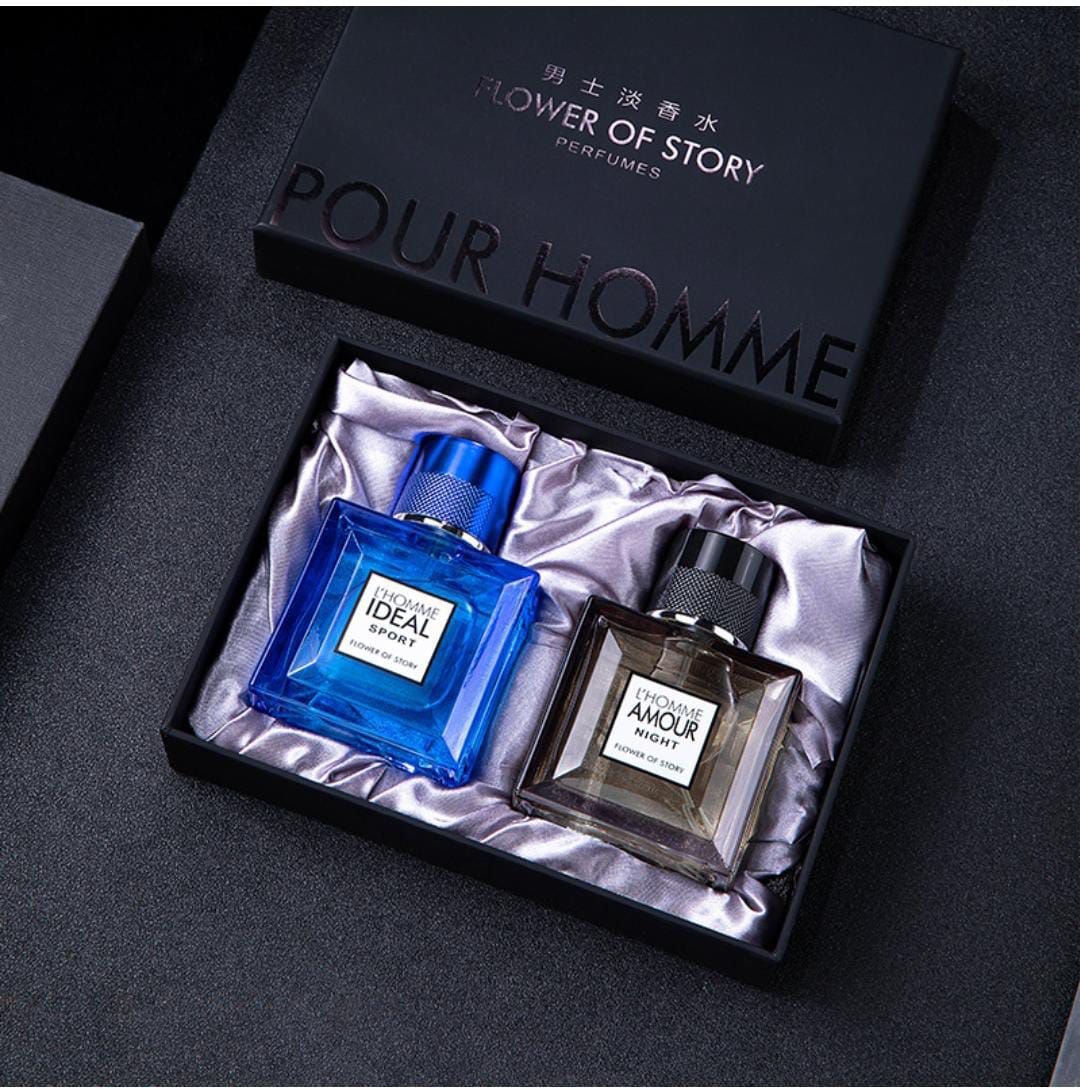 男士淡香水
FLOWER OF STORY
PERFUMES
POUR HOMME
L'HOMME
IDEAL
SPORT
FLOWER OF STORY
L'HOMME
AMOUR
NIGHT
FLOWER OF STORY